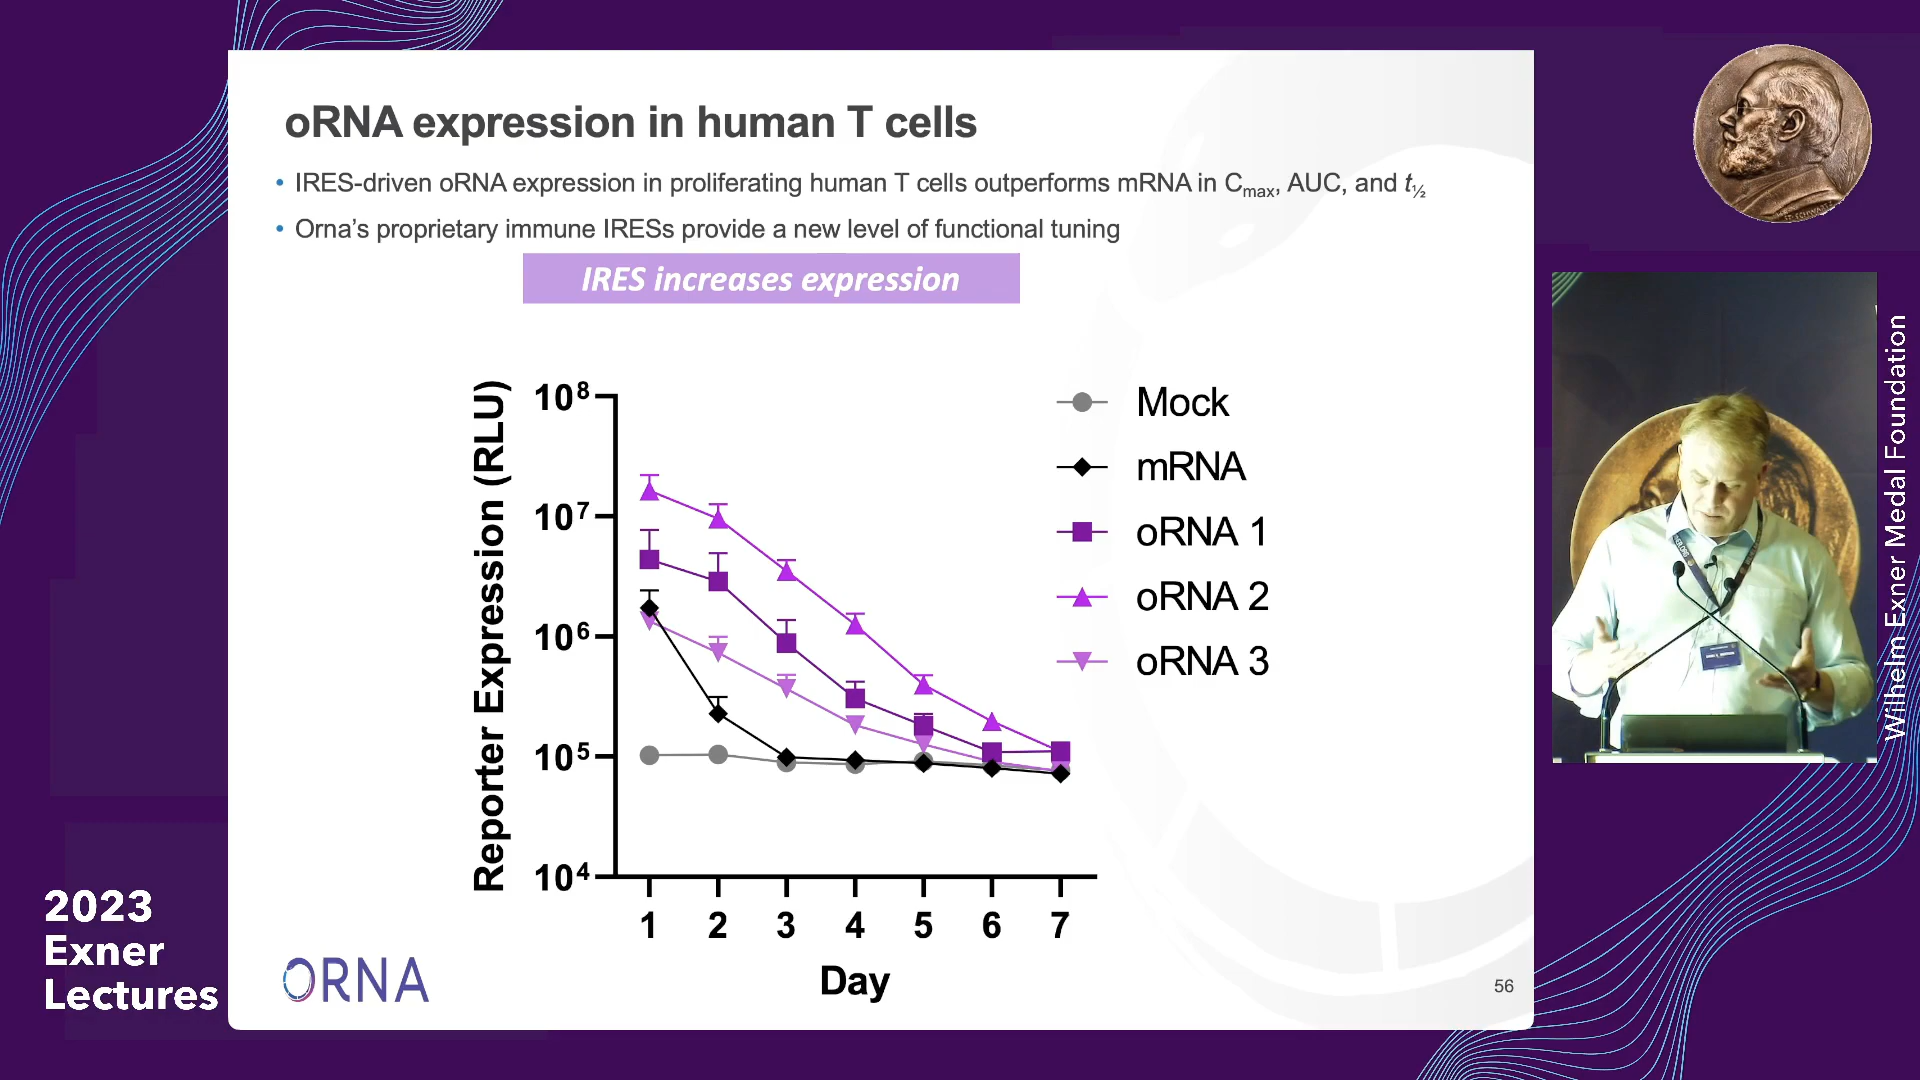 oRNA expression in human T cells
• IRES-driven oRNA expression in proliferating human T cells outperforms mRNA in Cmax, AUC, and t½
• Orna’s proprietary immune IRESs provide a new level of functional tuning
IRES increases expression
Reporter Expression (RLU)
10⁸
10⁷
10⁶
10⁵
10⁴
1 2 3 4 5 6 7
Day
Mock
mRNA
oRNA 1
oRNA 2
oRNA 3
ORNA
56
2023
Exner
Lectures
Wilhelm Exner Medal Foundation